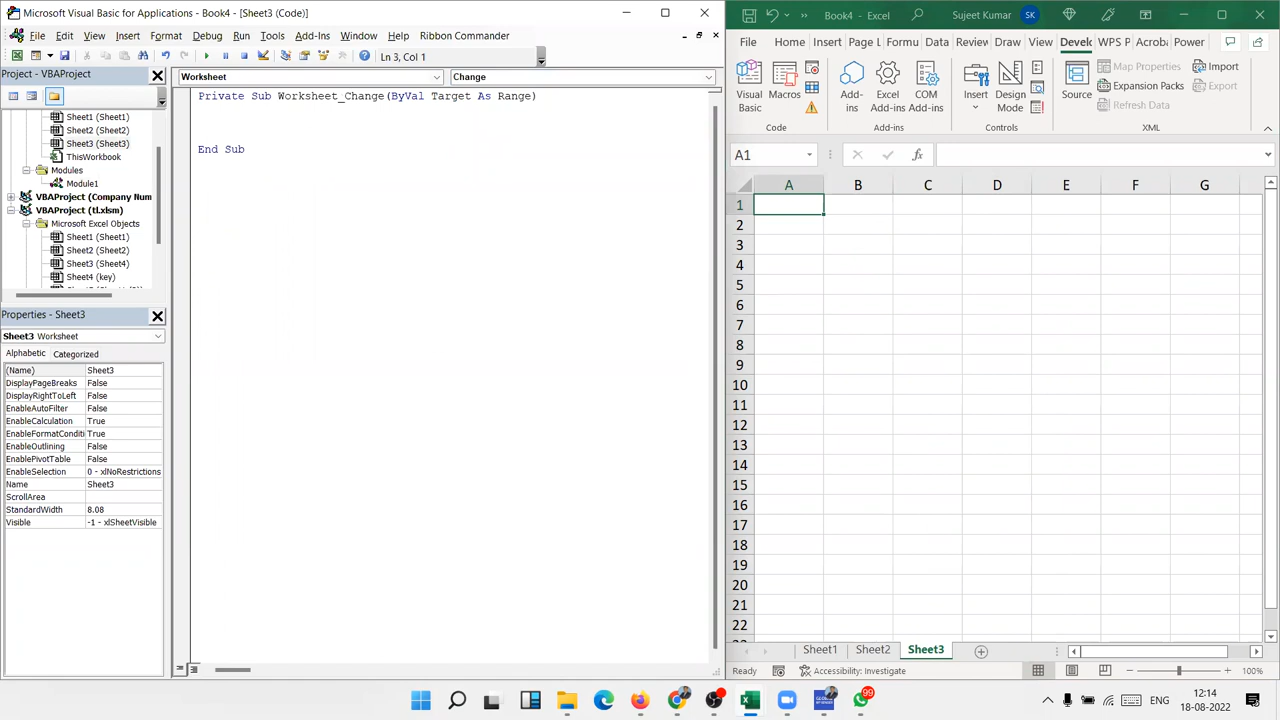 Microsoft Visual Basic for Applications - Book4 - [Sheet3 (Code)]
File Edit View Insert Format Debug Run Tools Add-Ins Window Help Ribbon Commander
Ln 3, Col 1
Project - VBAProject
Sheet1 (Sheet1)
Sheet2 (Sheet2)
Sheet3 (Sheet3)
ThisWorkbook
Modules
Module1
VBAProject (Company Num
VBAProject (tl.xlsm)
Microsoft Excel Objects
Sheet1 (Sheet1)
Sheet2 (Sheet2)
Sheet3 (Sheet4)
Sheet4 (key)
Properties - Sheet3
Sheet3 Worksheet
Alphabetic Categorized
(Name) Sheet3
DisplayPageBreaks False
DisplayRightToLeft False
EnableAutoFilter False
EnableCalculation True
EnableFormatConditi True
EnableOutlining False
EnablePivotTable False
EnableSelection 0 - xlNoRestrictions
Name Sheet3
ScrollArea
StandardWidth 8.08
Visible -1 - xlSheetVisible
Worksheet Change
Private Sub Worksheet_Change(ByVal Target As Range)
End Sub
Book4 - Excel Sujeet Kumar SK
File Home Insert Page L Formu Data Review Draw View Develo WPS P Acroba Power
Visual Basic
Macros
Code
Add-ins
Excel Add-ins
COM Add-ins
Add-ins
Insert
Design Mode
Controls
Source
Map Properties
Expansion Packs
Refresh Data
Import
XML
A1 fx
A B C D E F G
1
2
3
4
5
6
7
8
9
10
11
12
13
14
15
16
17
18
19
20
21
22
Sheet1 Sheet2 Sheet3
Ready Accessibility: Investigate 100%
99
ENG
12:14
18-08-2022